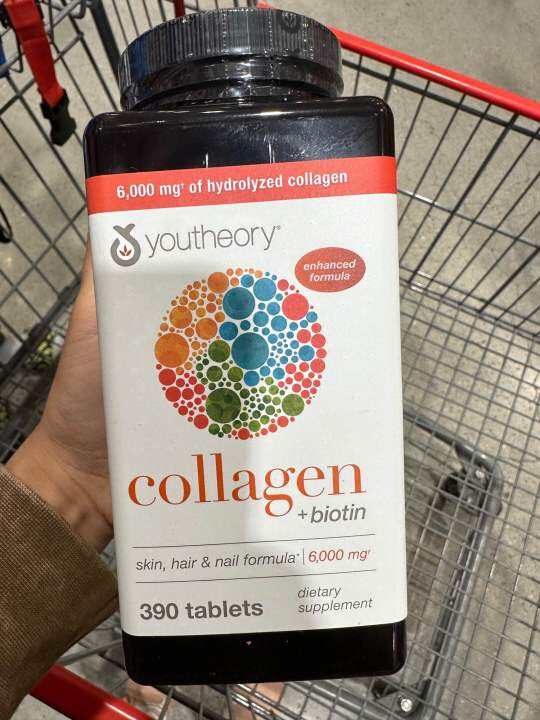 6,000 mg† of hydrolyzed collagen
youtheory®
enhanced
formula
collagen
+biotin
skin, hair & nail formula* | 6,000 mg†
390 tablets
dietary
supplement